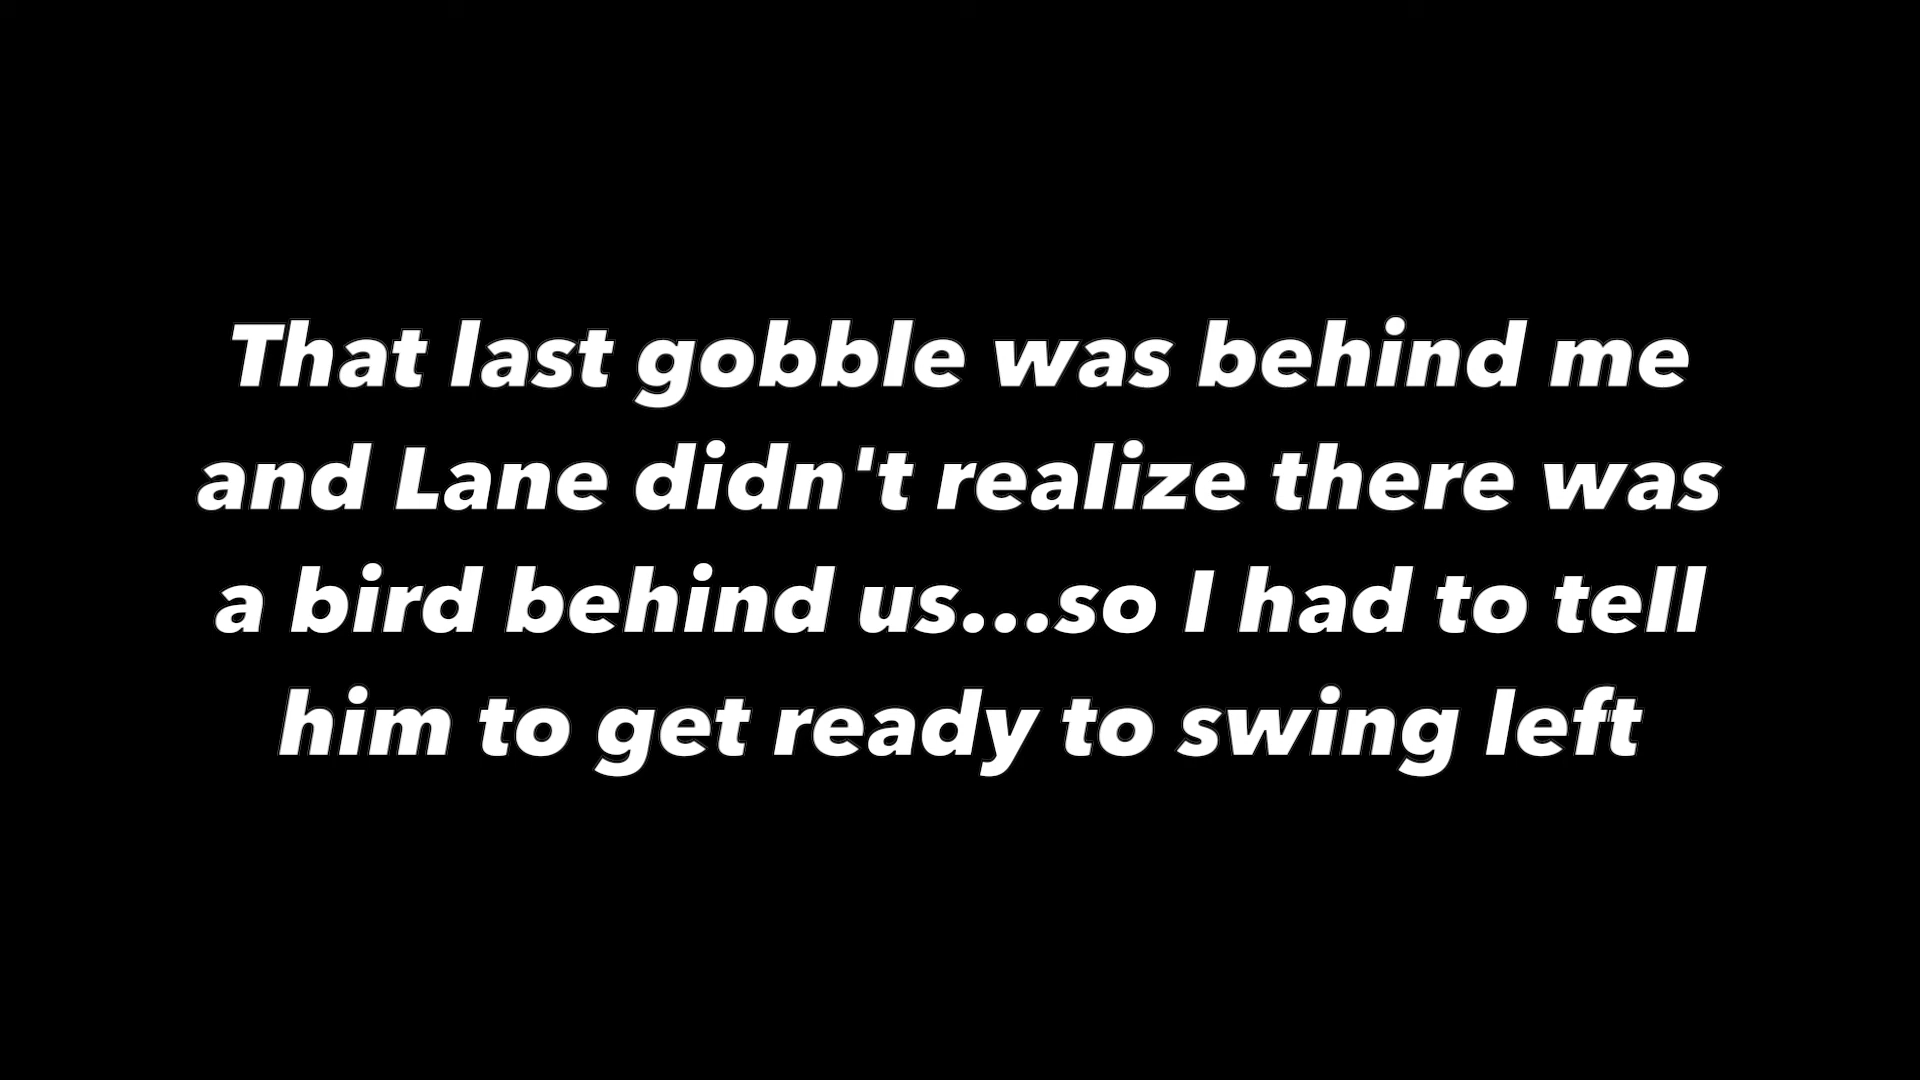 That last gobble was behind me
and Lane didn't realize there was
a bird behind us...so I had to tell
him to get ready to swing left